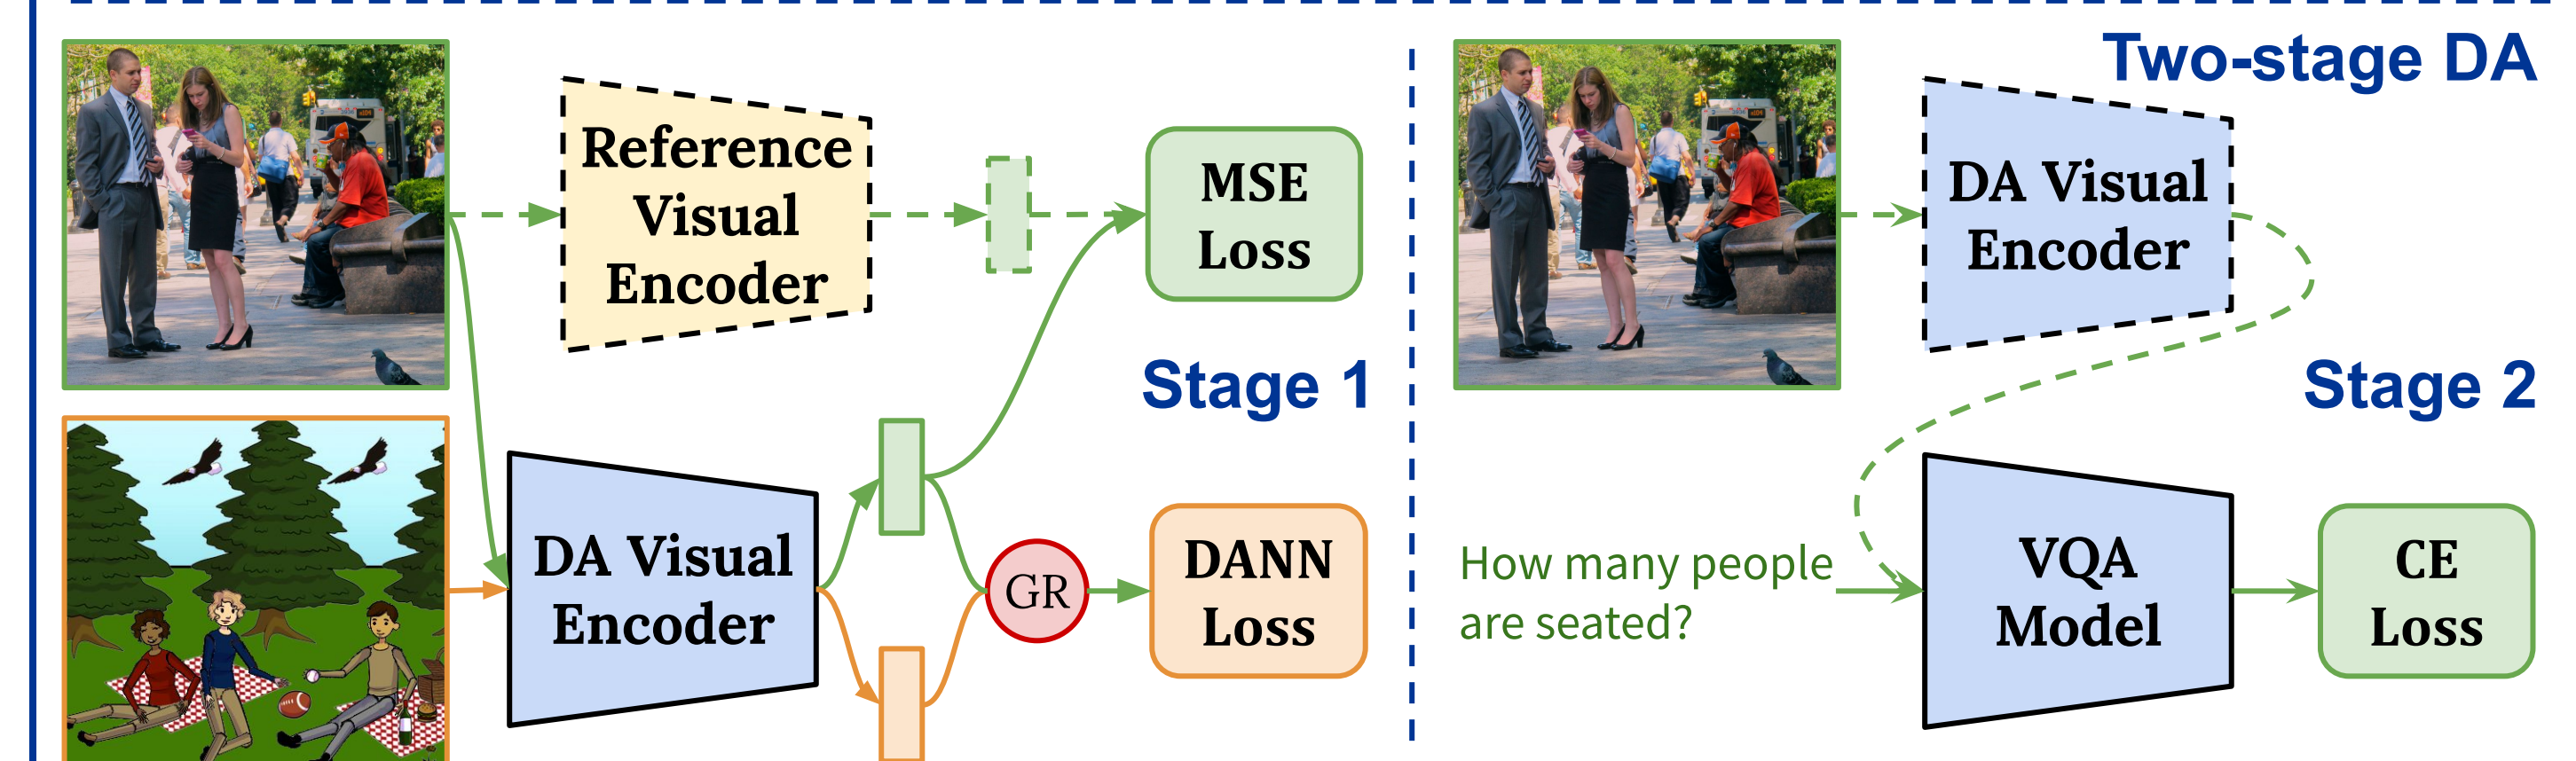 Two-stage DA
Reference
Visual
Encoder
MSE
Loss
Stage 1
DA Visual
Encoder
GR
DANN
Loss
DA Visual
Encoder
Stage 2
How many people
are seated?
VQA
Model
CE
Loss